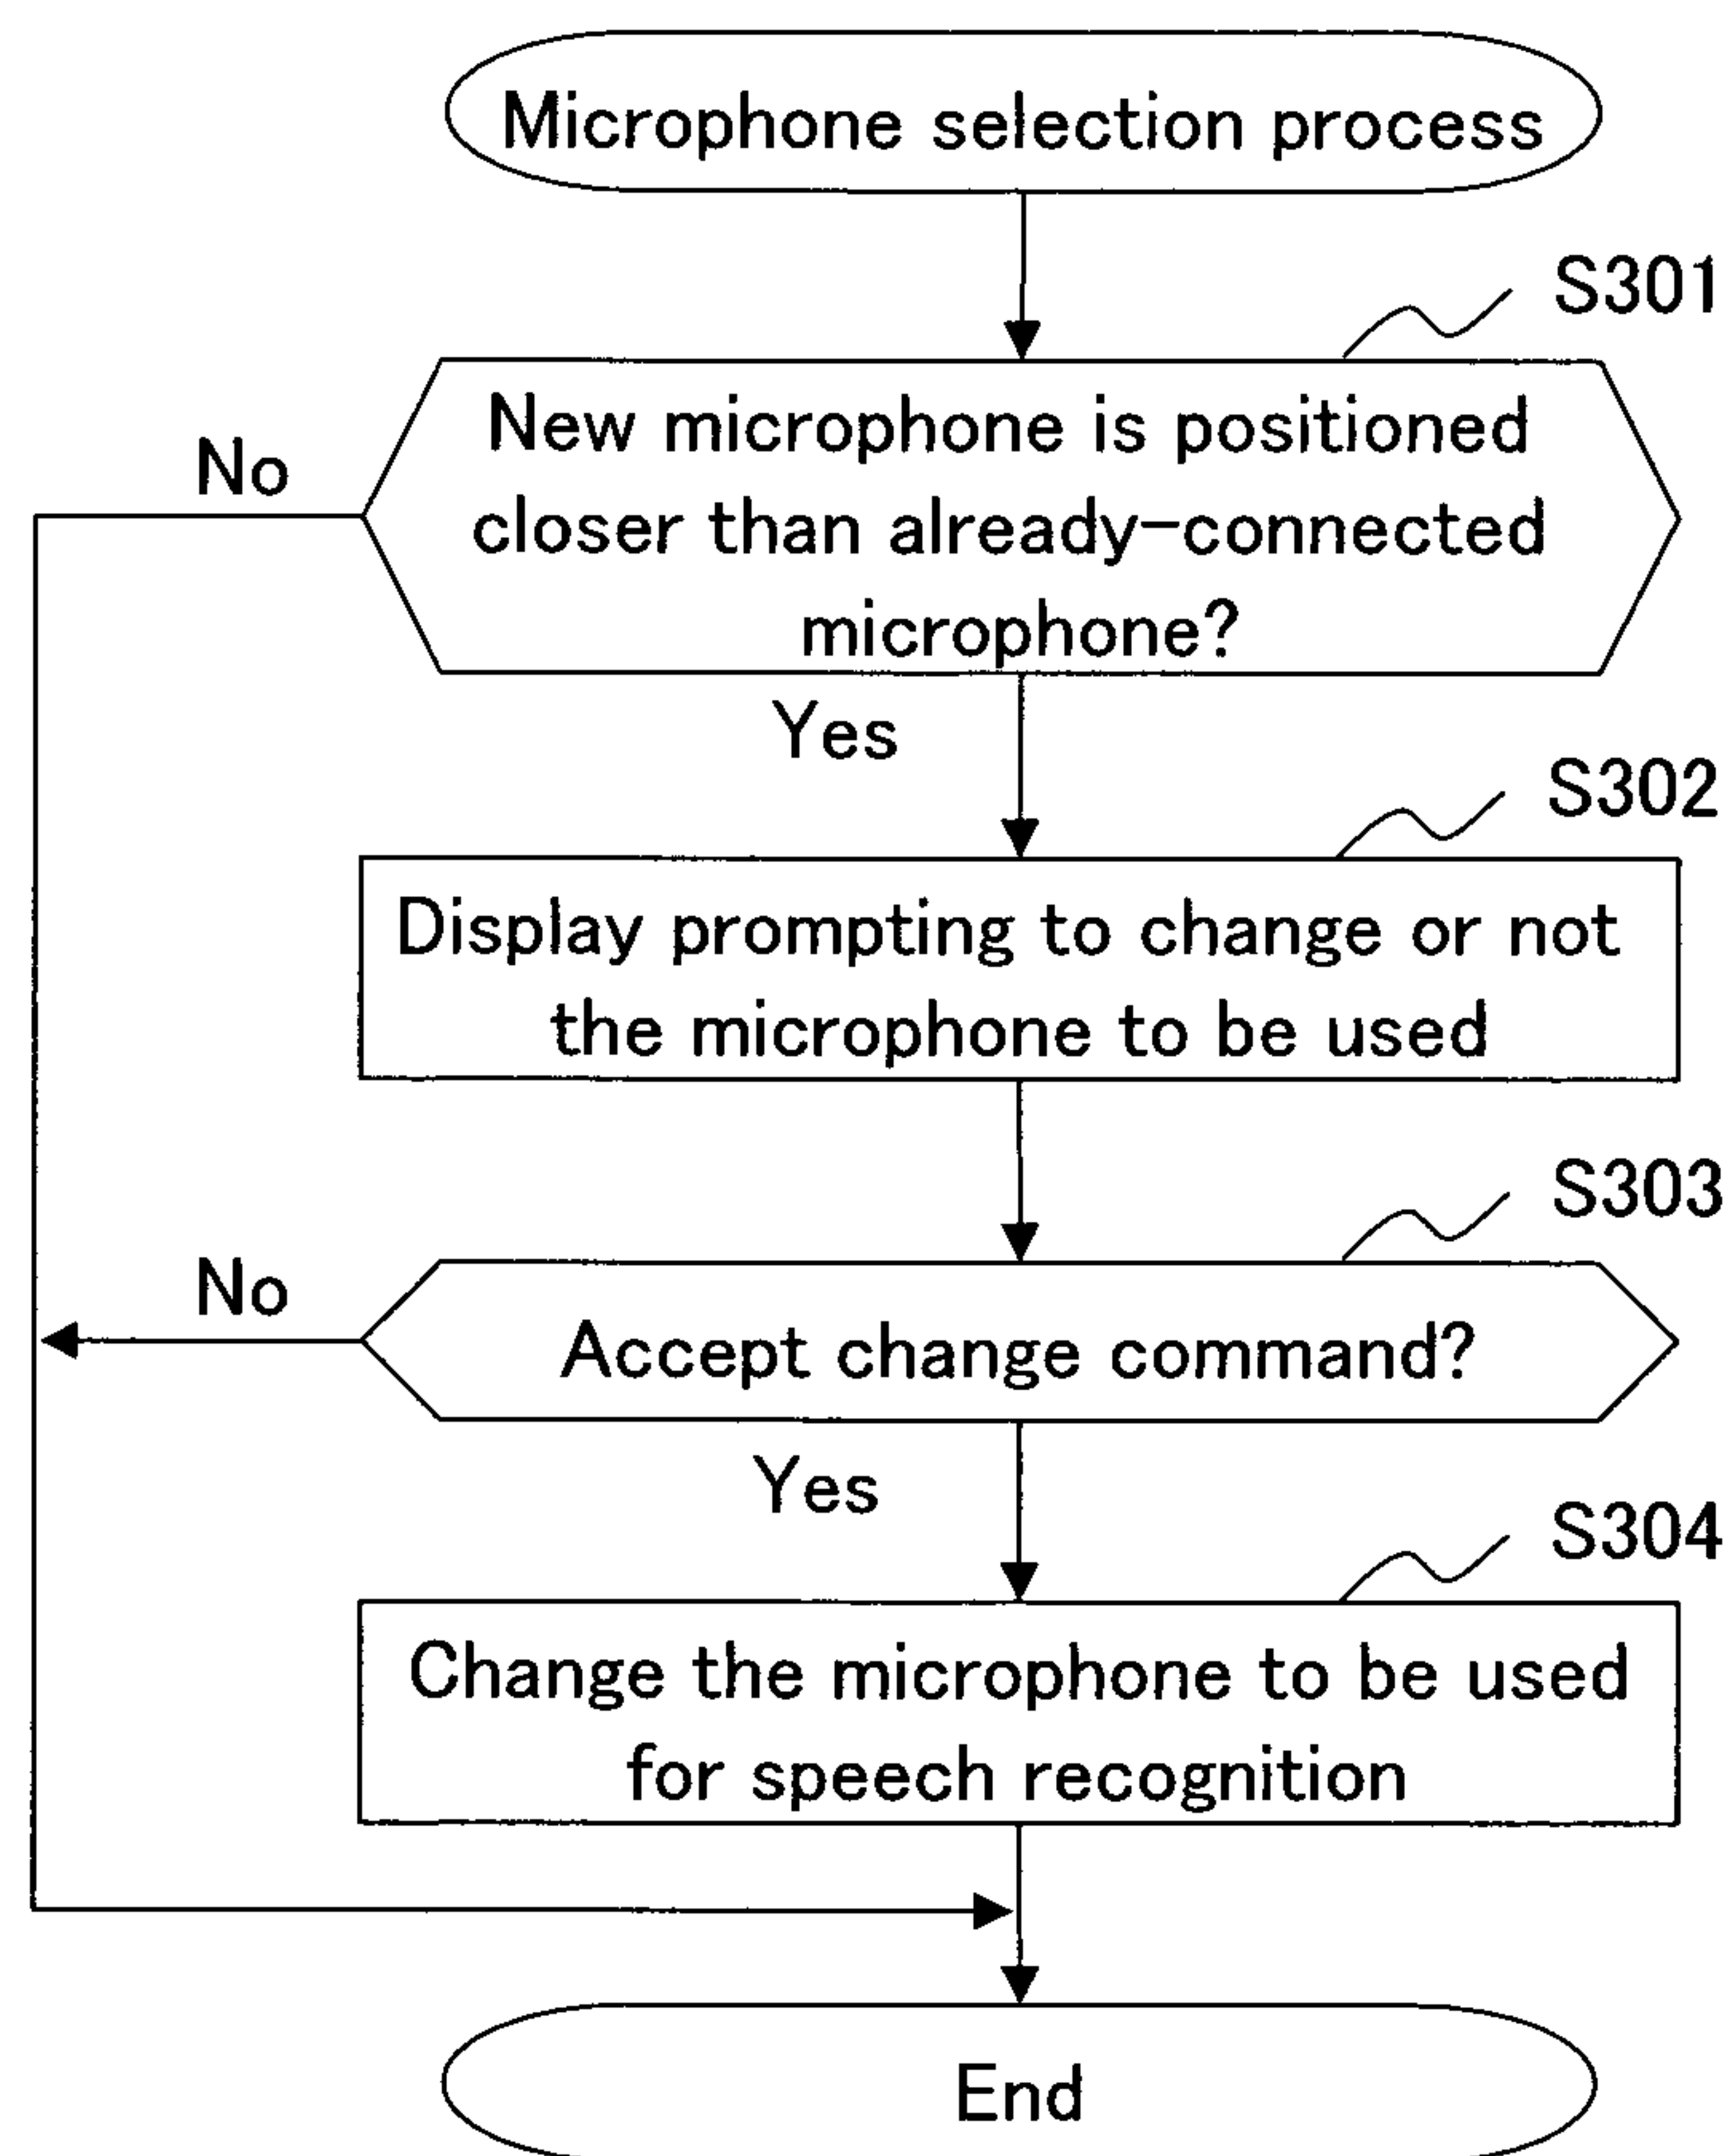 Microphone selection process
S301
New microphone is positioned
No
closer than already-connected
microphone?
Yes
S302
Display prompting to change or not
the microphone to be used
S303
No
Accept change command?
Yes
S304
Change the microphone to be used
for speech recognition
End